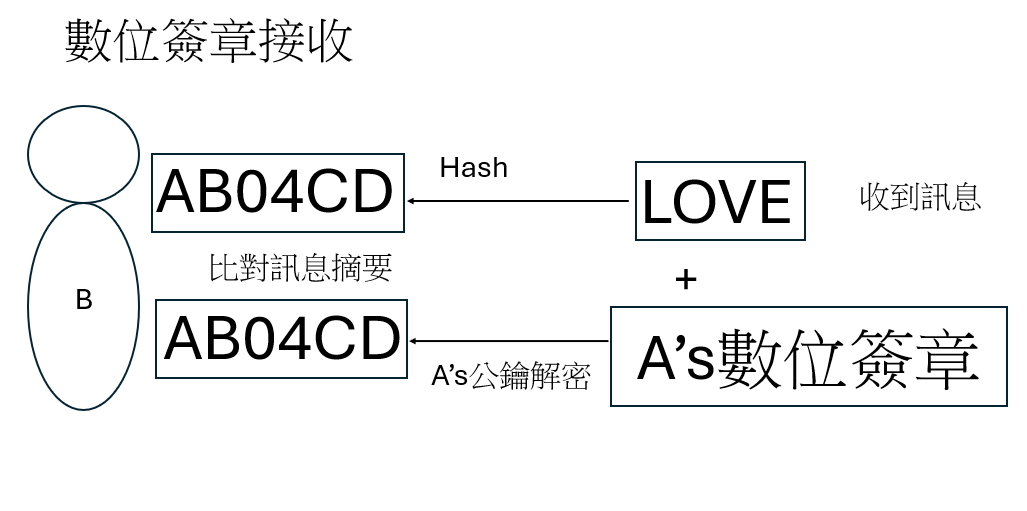 數位簽章接收
AB04CD
Hash
LOVE
收到訊息
比對訊息摘要
+
B
AB04CD
A’s公鑰解密
A’s數位簽章